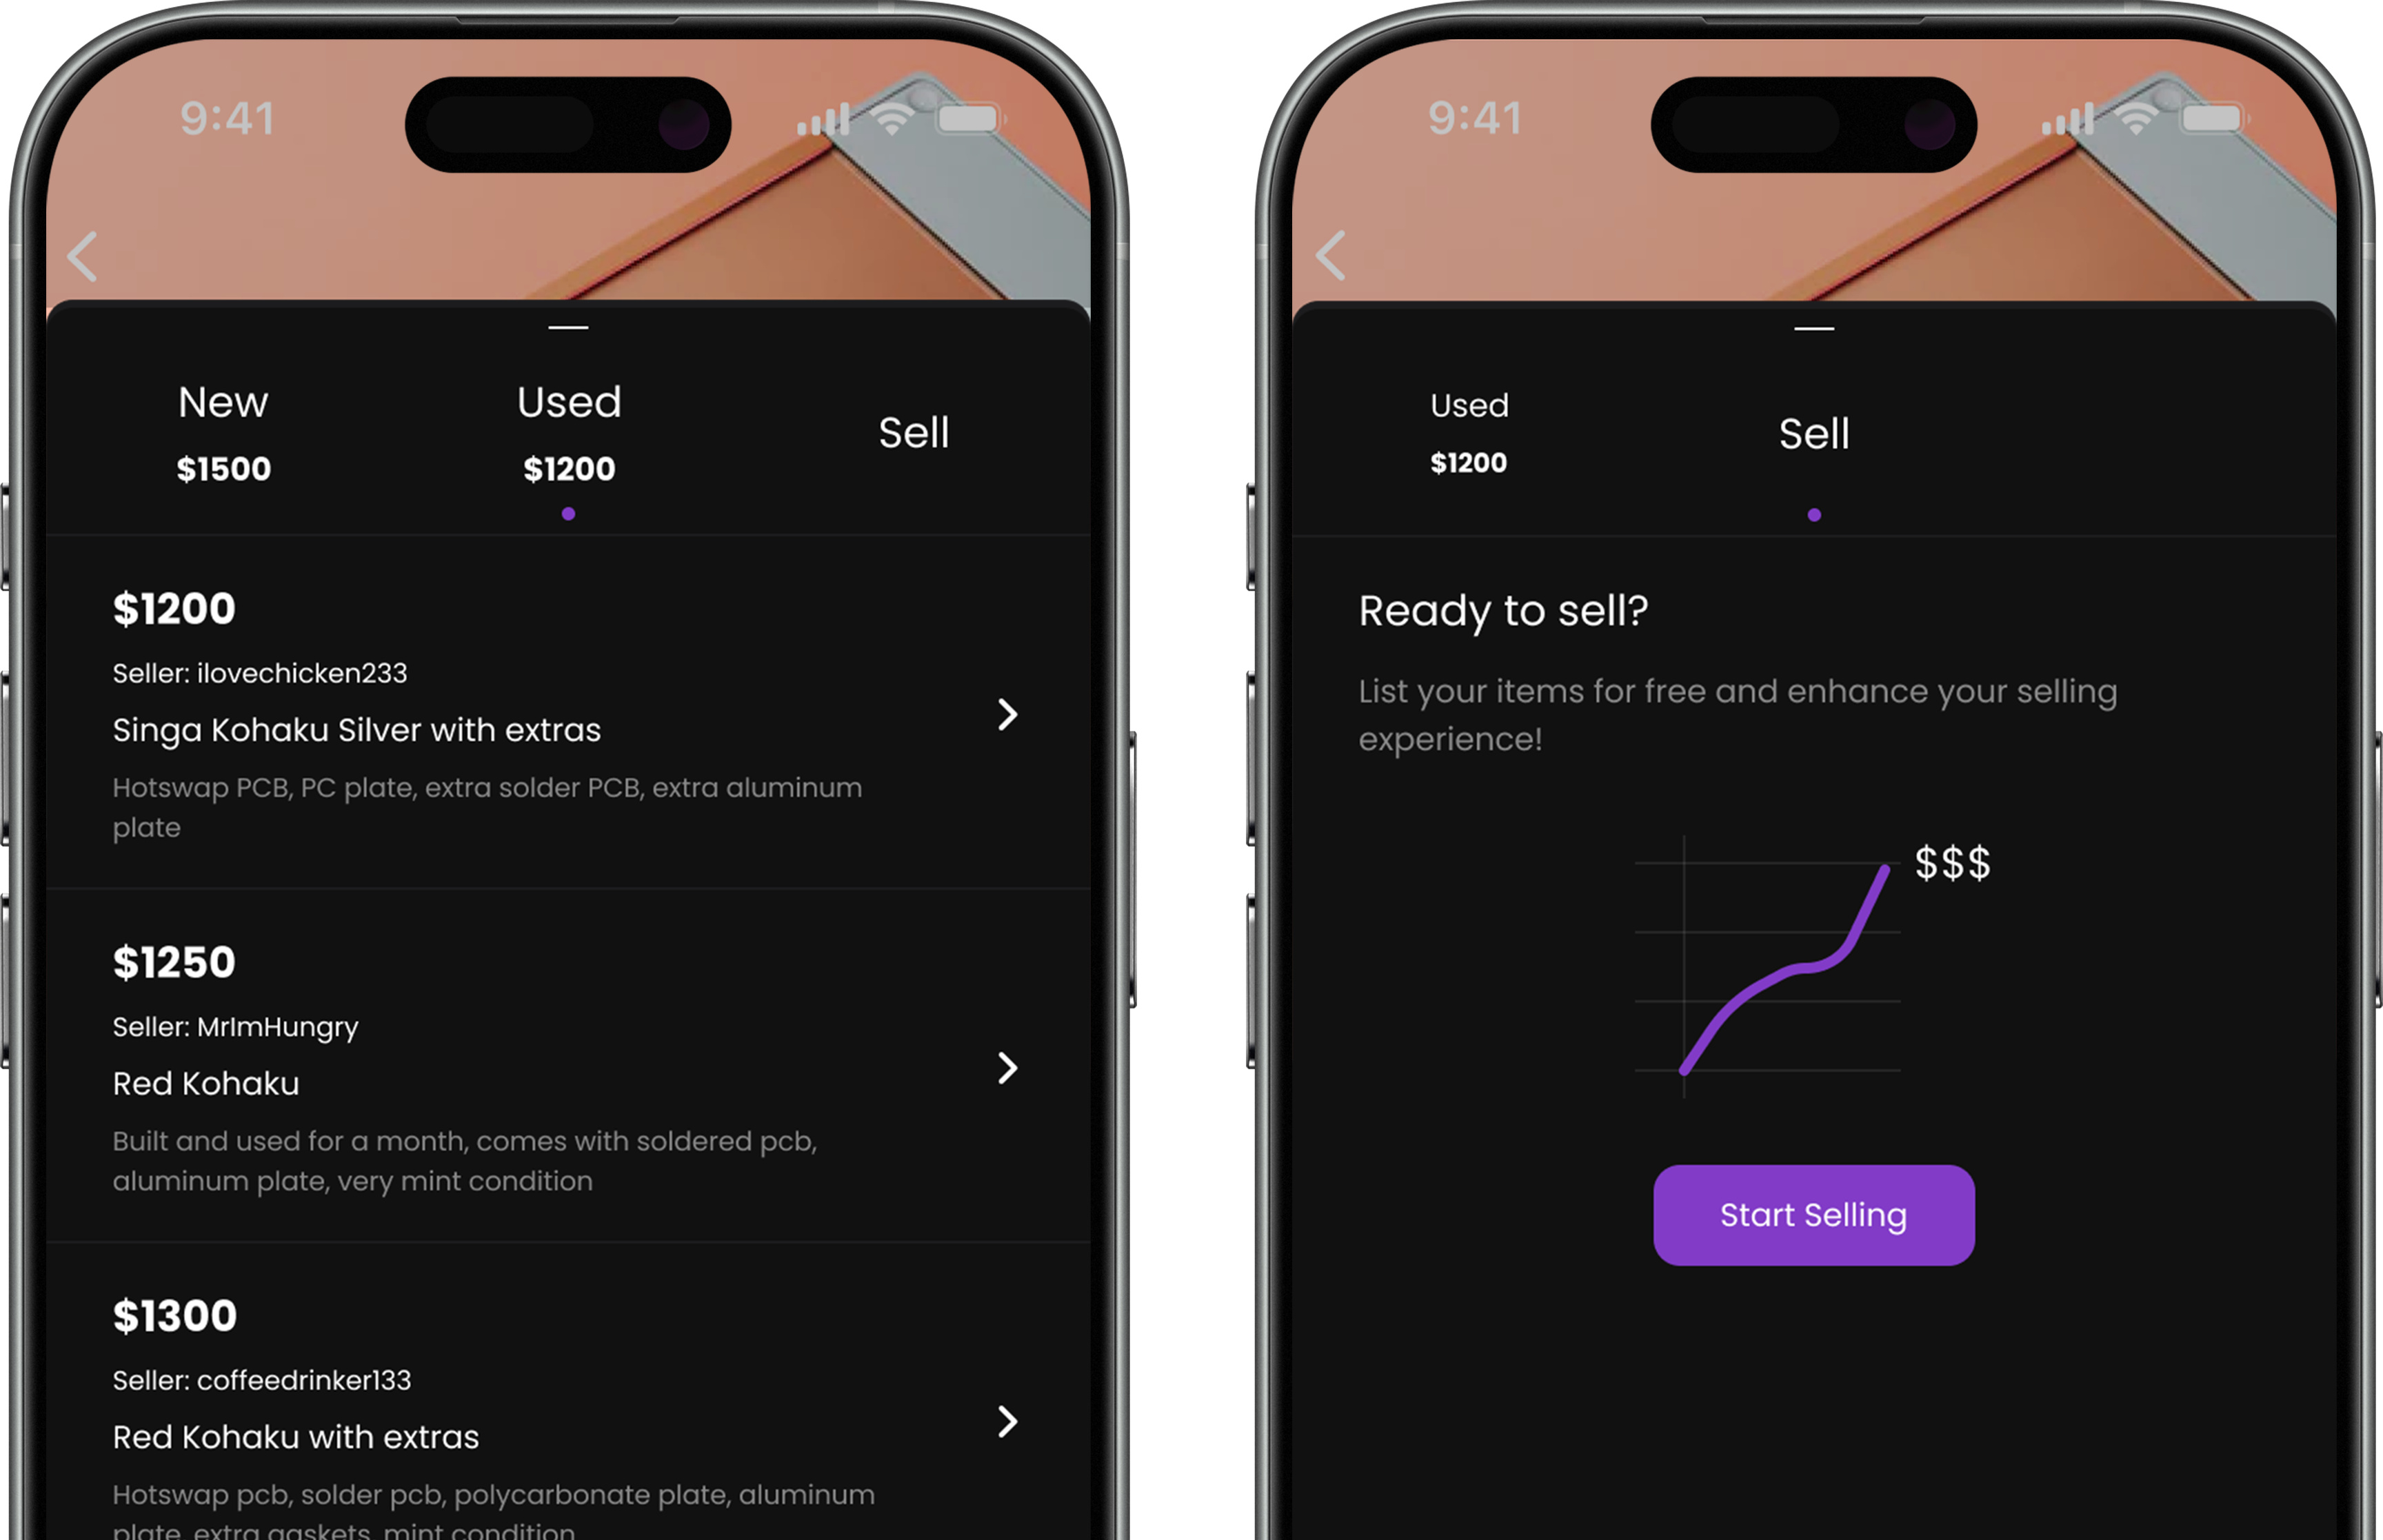 9:41
New
Used
Sell
$1500
$1200
$1200
Seller: ilovechicken233
Singa Kohaku Silver with extras
Hotswap PCB, PC plate, extra solder PCB, extra aluminum
plate
$1250
Seller: MrImHungry
Red Kohaku
Built and used for a month, comes with soldered pcb,
aluminum plate, very mint condition
$1300
Seller: coffeedrinker133
Red Kohaku with extras
Hotswap pcb, solder pcb, polycarbonate plate, aluminum
plate, extra gaskets, mint condition
9:41
Used
$1200
Sell
Ready to sell?
List your items for free and enhance your selling
experience!
$$$
Start Selling